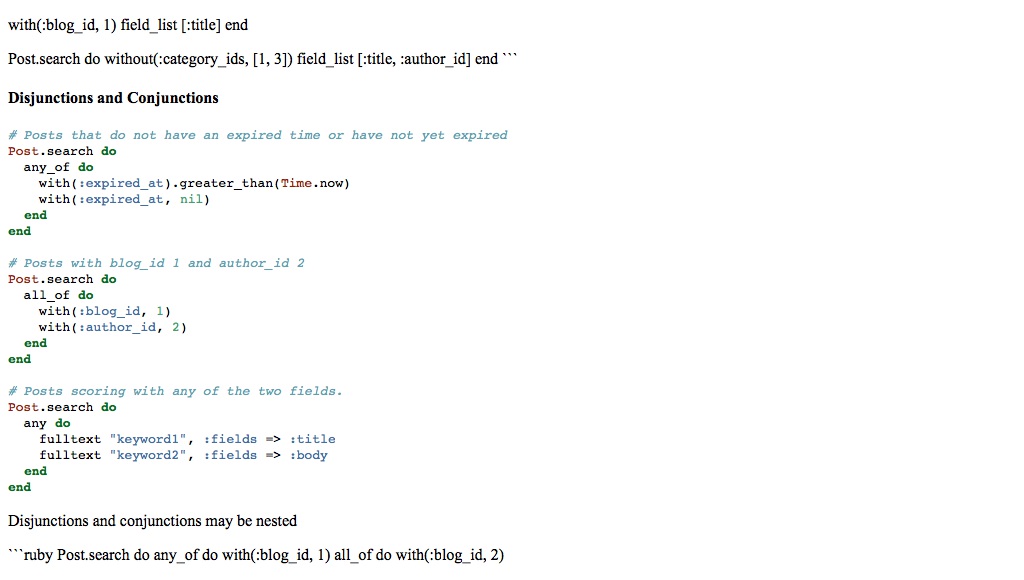 with(:blog_id, 1) field_list [:title] end
Post.search do without(:category_ids, [1, 3]) field_list [:title, :author_id] end ```
Disjunctions and Conjunctions
# Posts that do not have an expired time or have not yet expired
Post.search do
  any_of do
    with(:expired_at).greater_than(Time.now)
    with(:expired_at, nil)
  end
end
# Posts with blog_id 1 and author_id 2
Post.search do
  all_of do
    with(:blog_id, 1)
    with(:author_id, 2)
  end
end
# Posts scoring with any of the two fields.
Post.search do
  any do
    fulltext "keyword1", :fields => :title
    fulltext "keyword2", :fields => :body
  end
end
Disjunctions and conjunctions may be nested
```ruby Post.search do any_of do with(:blog_id, 1) all_of do with(:blog_id, 2)